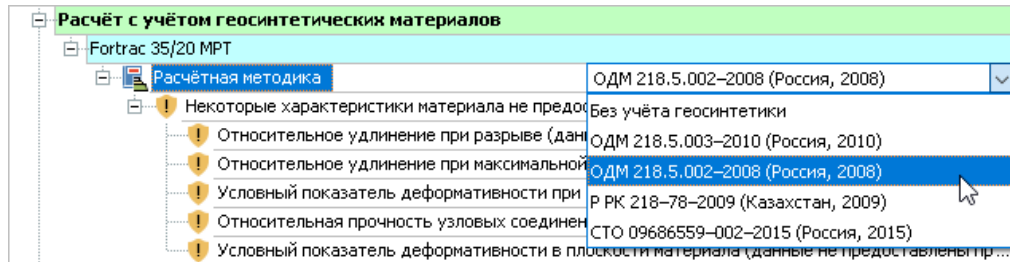 Расчёт с учётом геосинтетических материалов
Fortrac 35/20 МРТ
Расчётная методика ОДМ 218.5.002–2008 (Россия, 2008)
Некоторые характеристики материала не предо
Без учёта геосинтетики
Относительное удлинение при разрыве (дан
ОДМ 218.5.003–2010 (Россия, 2010)
Относительное удлинение при максимальной
ОДМ 218.5.002–2008 (Россия, 2008)
Условный показатель деформативности при
Р РК 218–78–2009 (Казахстан, 2009)
Относительная прочность узловых соединен
СТО 09686559–002–2015 (Россия, 2015)
Условный показатель деформативности в плоскости материала (данные не предоставлены пр...